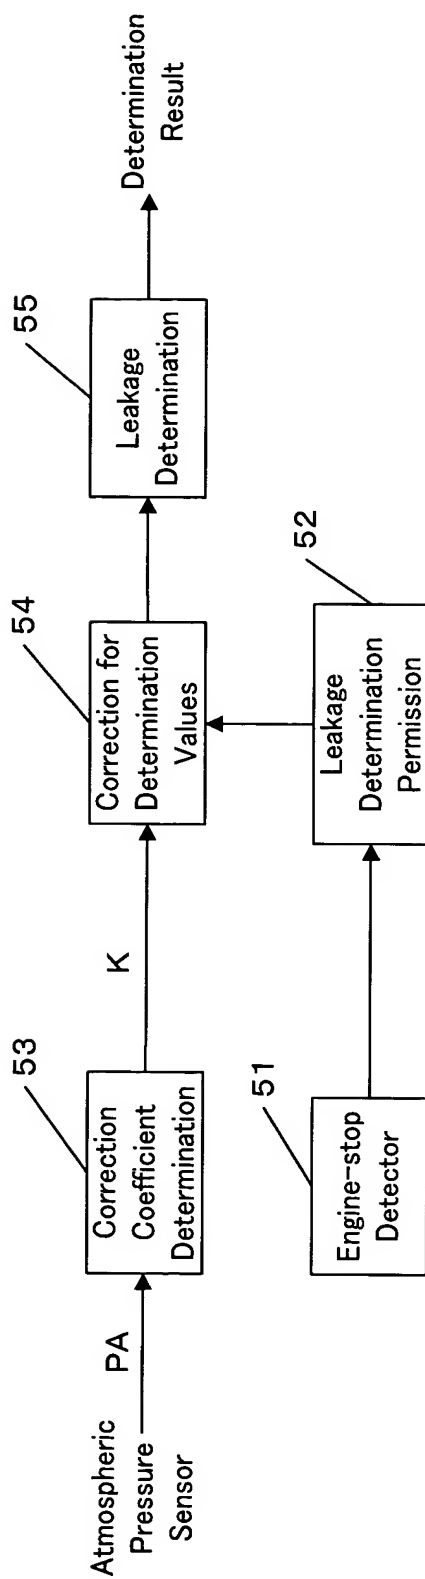 Atmospheric
Pressure
Sensor
PA
53
Correction
Coefficient
Determination
K
54
Correction for
Determination
Values
55
Leakage
Determination
Determination
Result
51
Engine-stop
Detector
52
Leakage
Determination
Permission